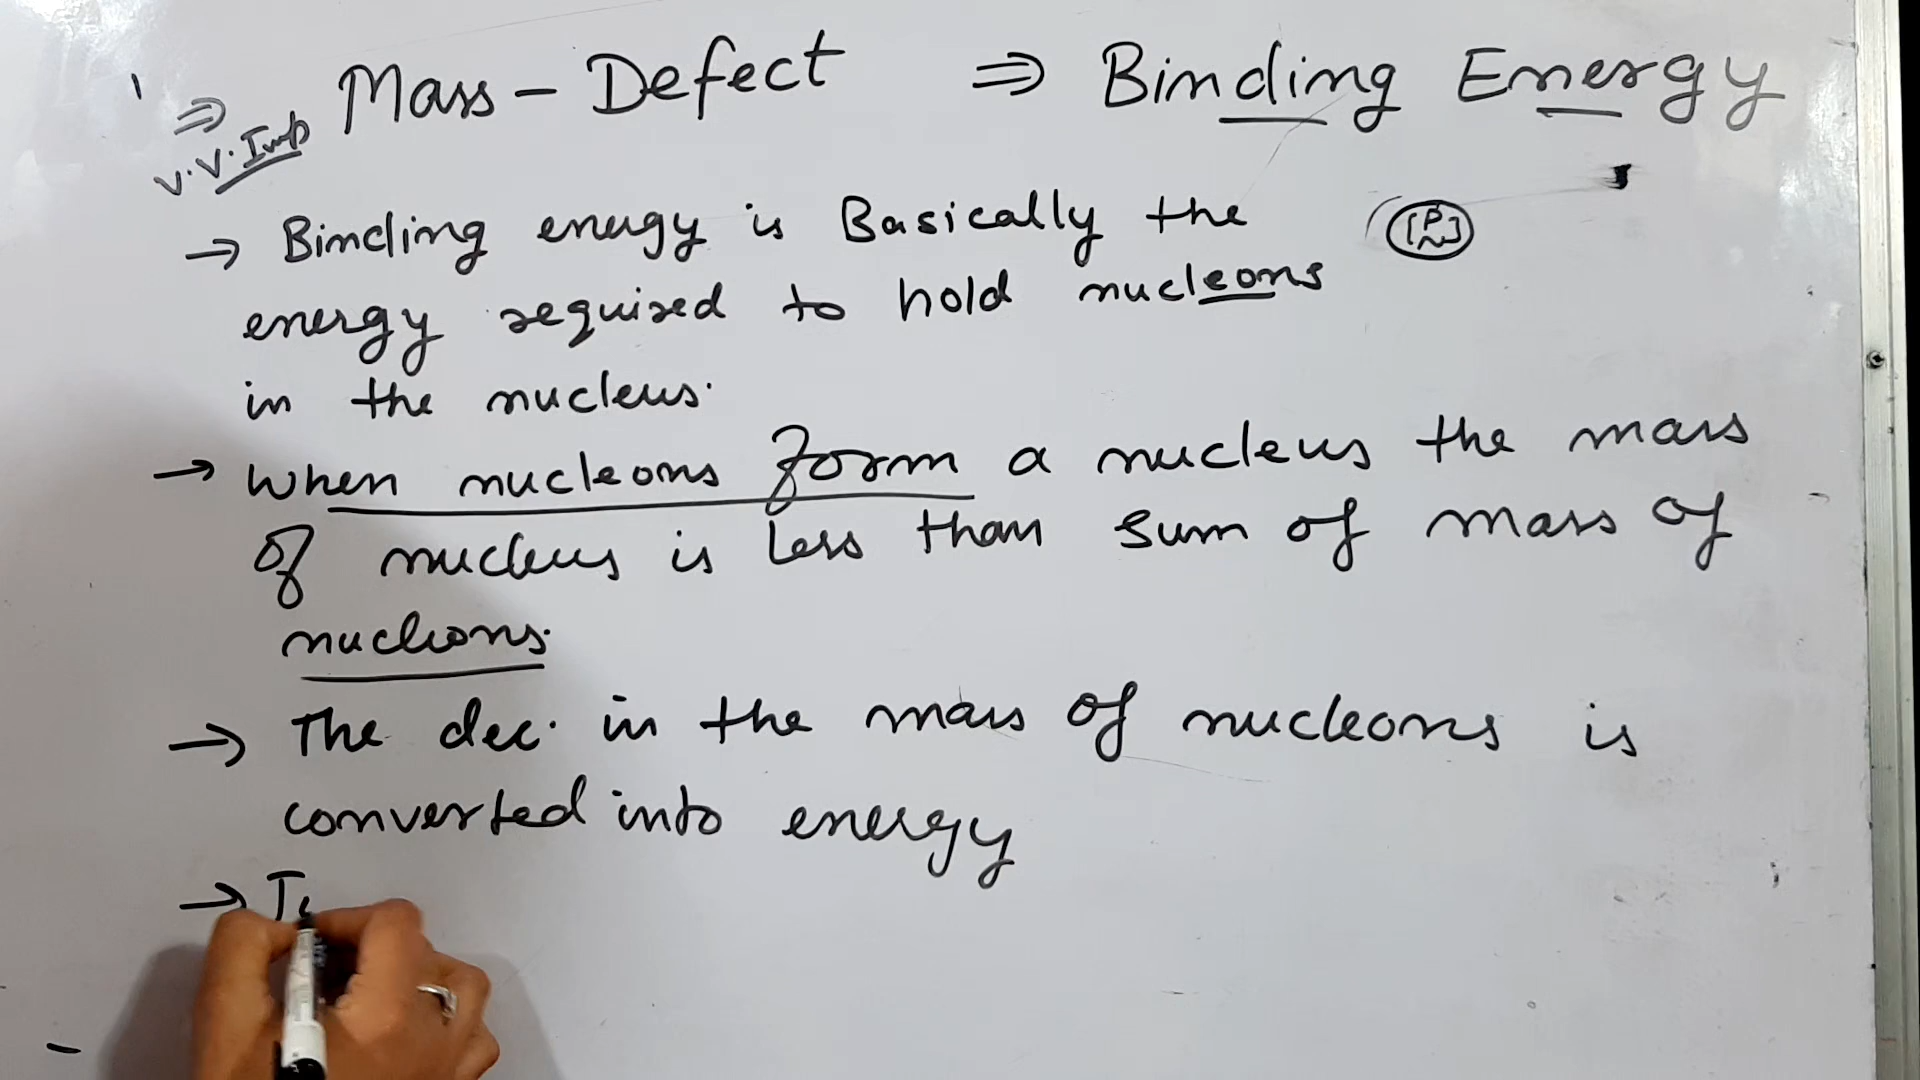 ⇒ Mass - Defect ⇒ Binding Energy
V.V. Imp
→ Binding energy is Basically the
[P N]
energy required to hold nucleons
in the nucleus.
→ When nucleons form a nucleus the mass
of nucleus is Less than sum of mass of
nucleons.
→ The dec. in the mass of nucleons is
converted into energy
→